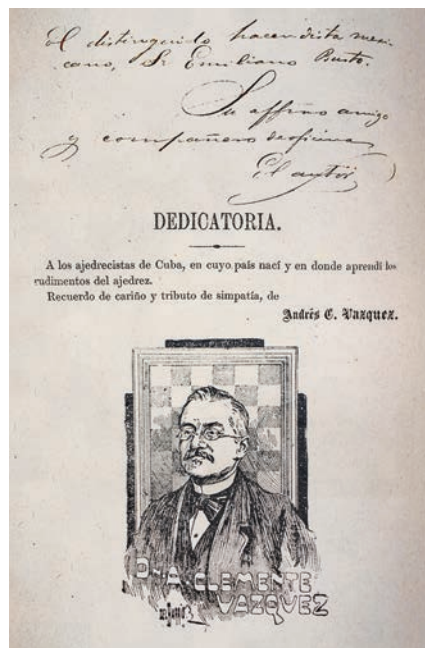 Al distinguido hacendista mexi-
cano, Sr. Emiliano Busto.
Su affmo amigo
y compañero de oficina
El autor
DEDICATORIA.
A los ajedrecistas de Cuba, en cuyo país nací y en donde aprendí los
rudimentos del ajedrez.
Recuerdo de cariño y tributo de simpatía, de
Andrés C. Vazquez.
DR. A. CLEMENTE
VAZQUEZ